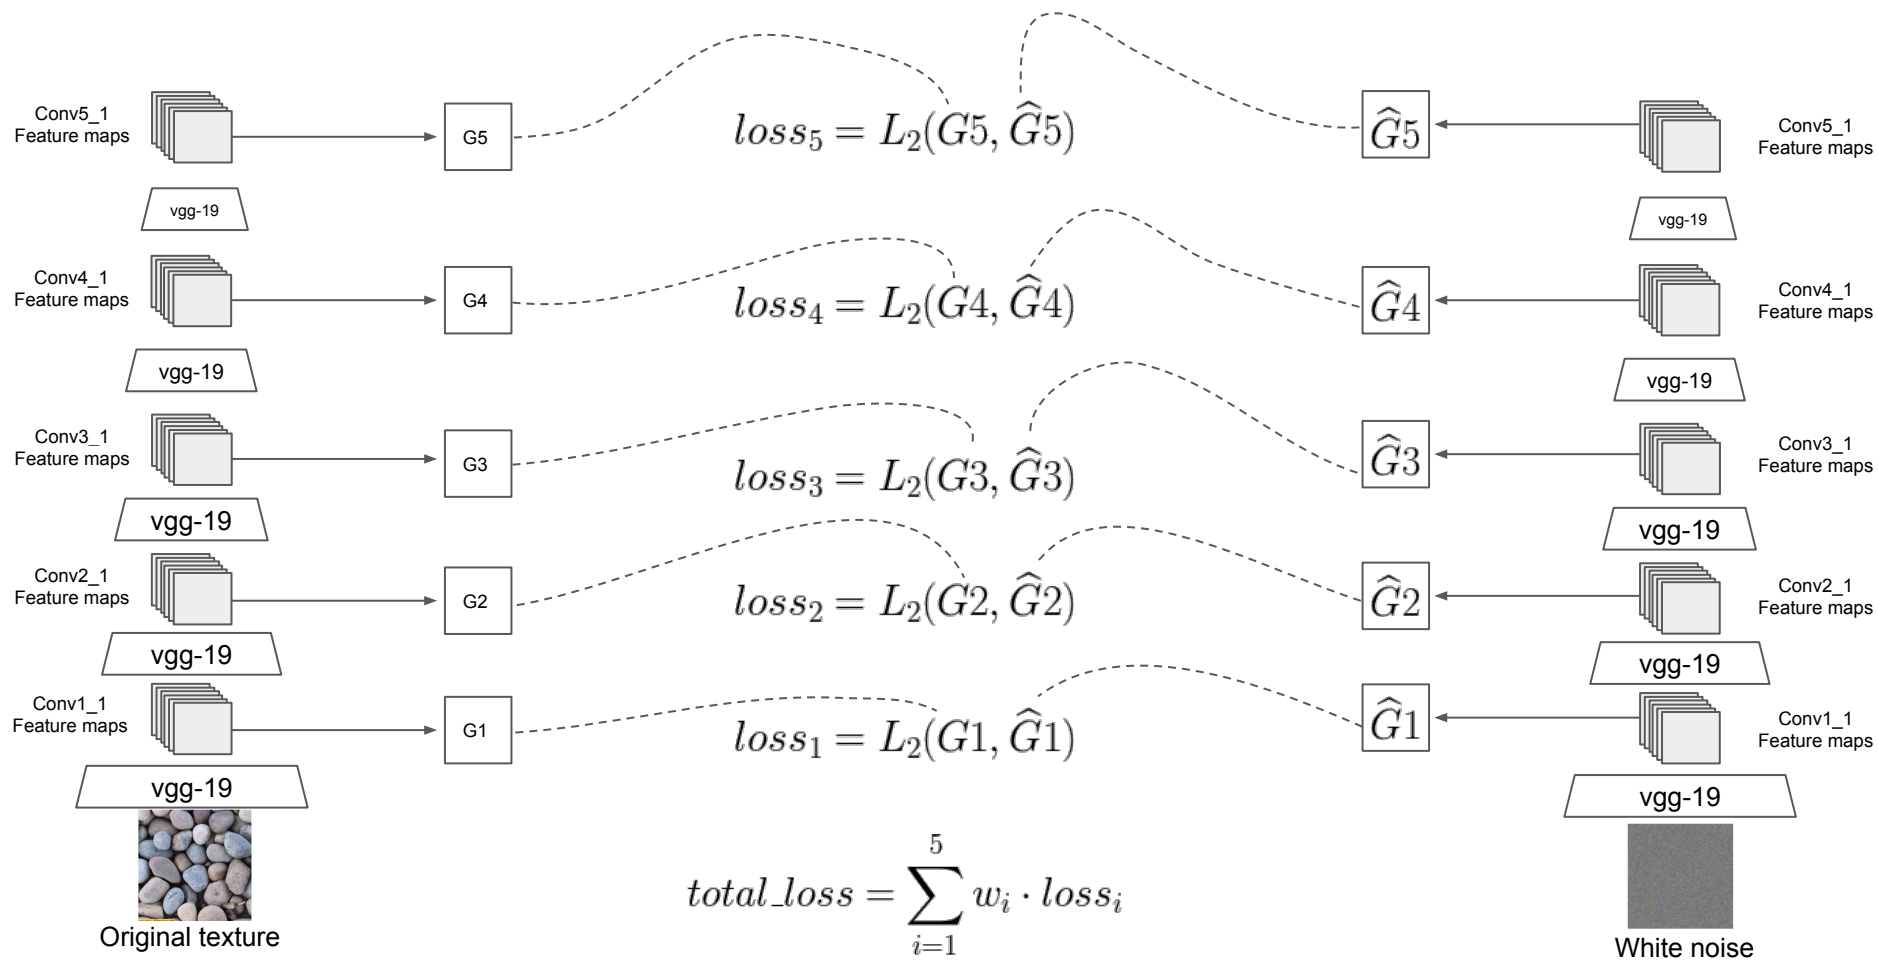 Conv5_1
Feature maps
G5
loss₅ = L₂(G5, Ĝ5)
Ĝ5
Conv5_1
Feature maps
vgg-19
vgg-19
Conv4_1
Feature maps
G4
loss₄ = L₂(G4, Ĝ4)
Ĝ4
Conv4_1
Feature maps
vgg-19
vgg-19
Conv3_1
Feature maps
G3
loss₃ = L₂(G3, Ĝ3)
Ĝ3
Conv3_1
Feature maps
vgg-19
vgg-19
Conv2_1
Feature maps
G2
loss₂ = L₂(G2, Ĝ2)
Ĝ2
Conv2_1
Feature maps
vgg-19
vgg-19
Conv1_1
Feature maps
G1
loss₁ = L₂(G1, Ĝ1)
Ĝ1
Conv1_1
Feature maps
vgg-19
vgg-19
total_loss = ∑_{i=1}^{5} wᵢ · lossᵢ
Original texture
White noise